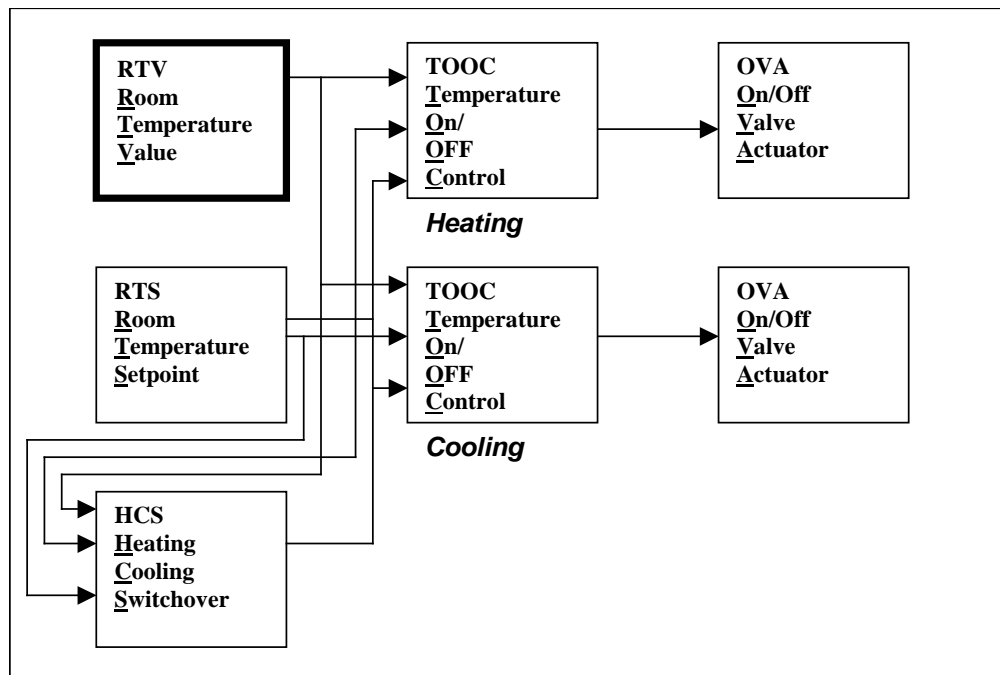 RTV
Room
Temperature
Value
TOOC
Temperature
On/
OFF
Control
Heating
OVA
On/Off
Valve
Actuator
RTS
Room
Temperature
Setpoint
TOOC
Temperature
On/
OFF
Control
Cooling
OVA
On/Off
Valve
Actuator
HCS
Heating
Cooling
Switchover